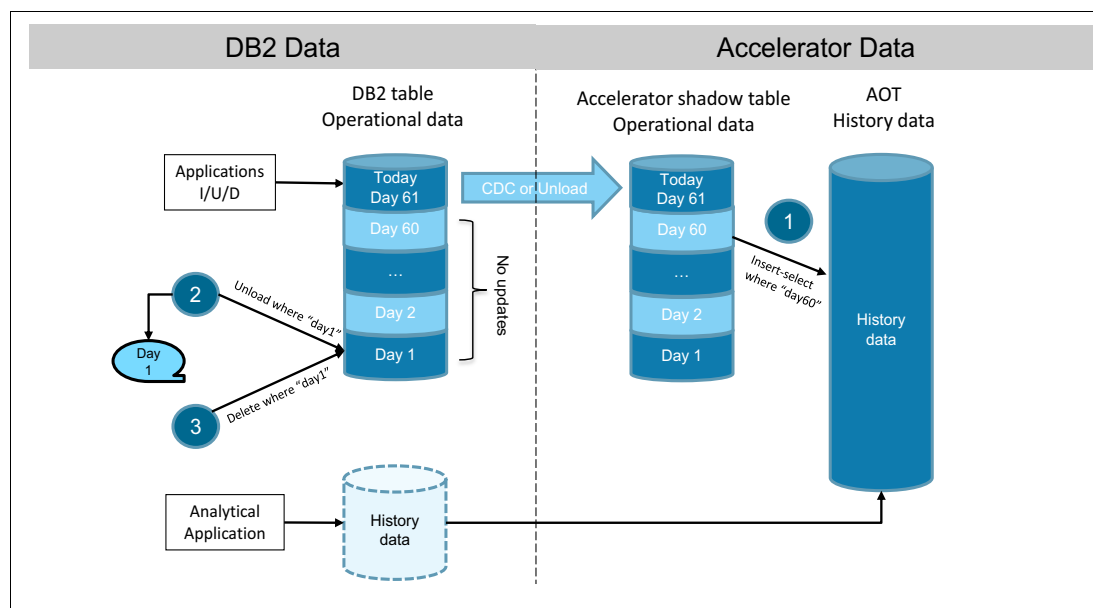 DB2 Data
Accelerator Data
DB2 table
Operational data
Accelerator shadow table
Operational data
AOT
History data
Applications
I/U/D
Today
Day 61
Day 60
…
Day 2
Day 1
No updates
CDC or Unload
Today
Day 61
Day 60
…
Day 2
Day 1
1
Insert-select
where “day60”
History
data
2
Unload where “day1”
Day
1
3
Delete where “day1”
Analytical
Application
History
data